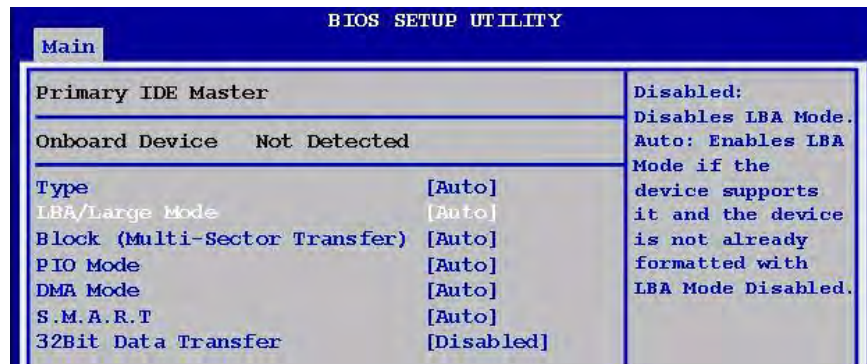 BIOS SETUP UTILITY
Main
Primary IDE Master
Onboard Device Not Detected
Type [Auto]
LBA/Large Mode [Auto]
Block (Multi-Sector Transfer) [Auto]
PIO Mode [Auto]
DMA Mode [Auto]
S.M.A.R.T [Auto]
32Bit Data Transfer [Disabled]
Disabled:
Disables LBA Mode.
Auto: Enables LBA
Mode if the
device supports
it and the device
is not already
formatted with
LBA Mode Disabled.